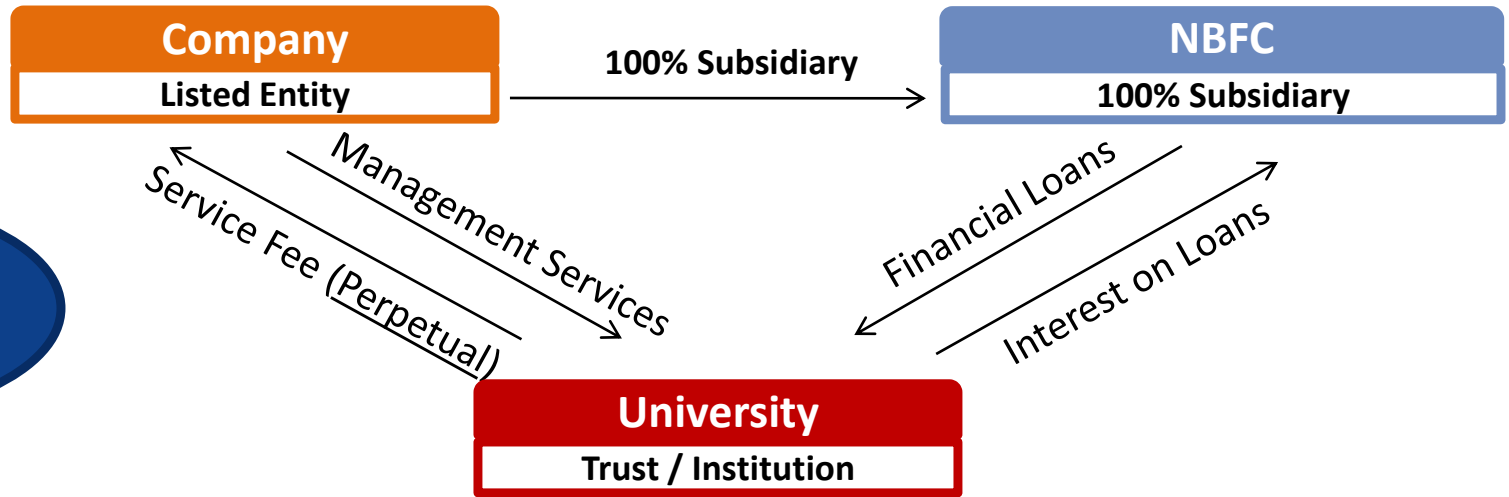 Company
Listed Entity
100% Subsidiary
NBFC
100% Subsidiary
Management Services
Service Fee (Perpetual)
Financial Loans
Interest on Loans
University
Trust / Institution